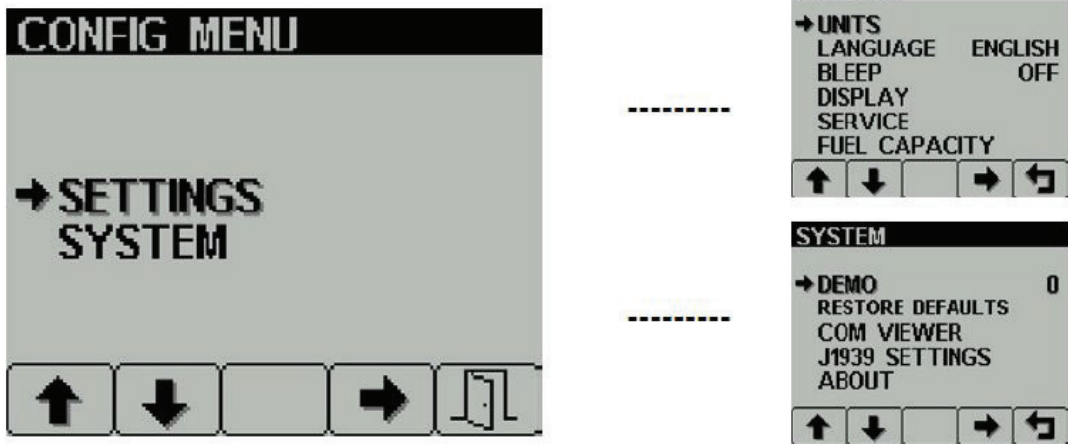 CONFIG MENU
SETTINGS
SYSTEM
UNITS
LANGUAGE ENGLISH
BLEEP OFF
DISPLAY
SERVICE
FUEL CAPACITY
SYSTEM
DEMO 0
RESTORE DEFAULTS
COM VIEWER
J1939 SETTINGS
ABOUT